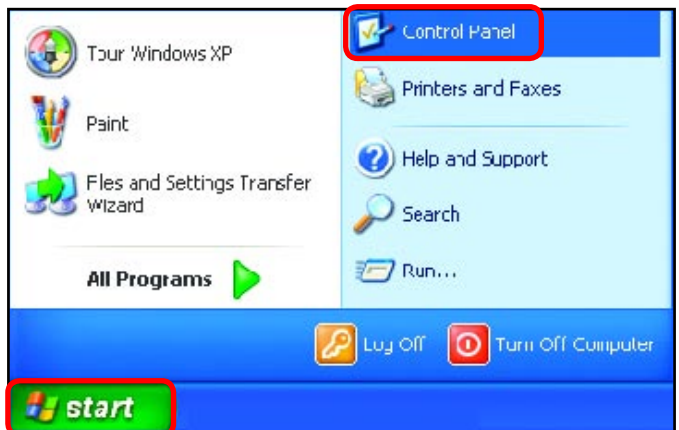 Tour Windows XP
Paint
Files and Settings Transfer
Wizard
All Programs
Control Panel
Printers and Faxes
Help and Support
Search
Run...
Log Off
Turn Off Computer
start